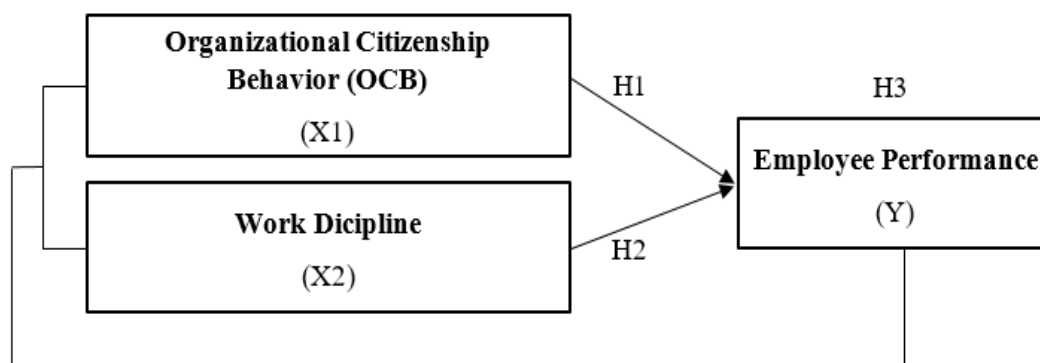 Organizational Citizenship
Behavior (OCB)
(X1)
H1
H3
Employee Performance
(Y)
Work Dicipline
(X2)
H2